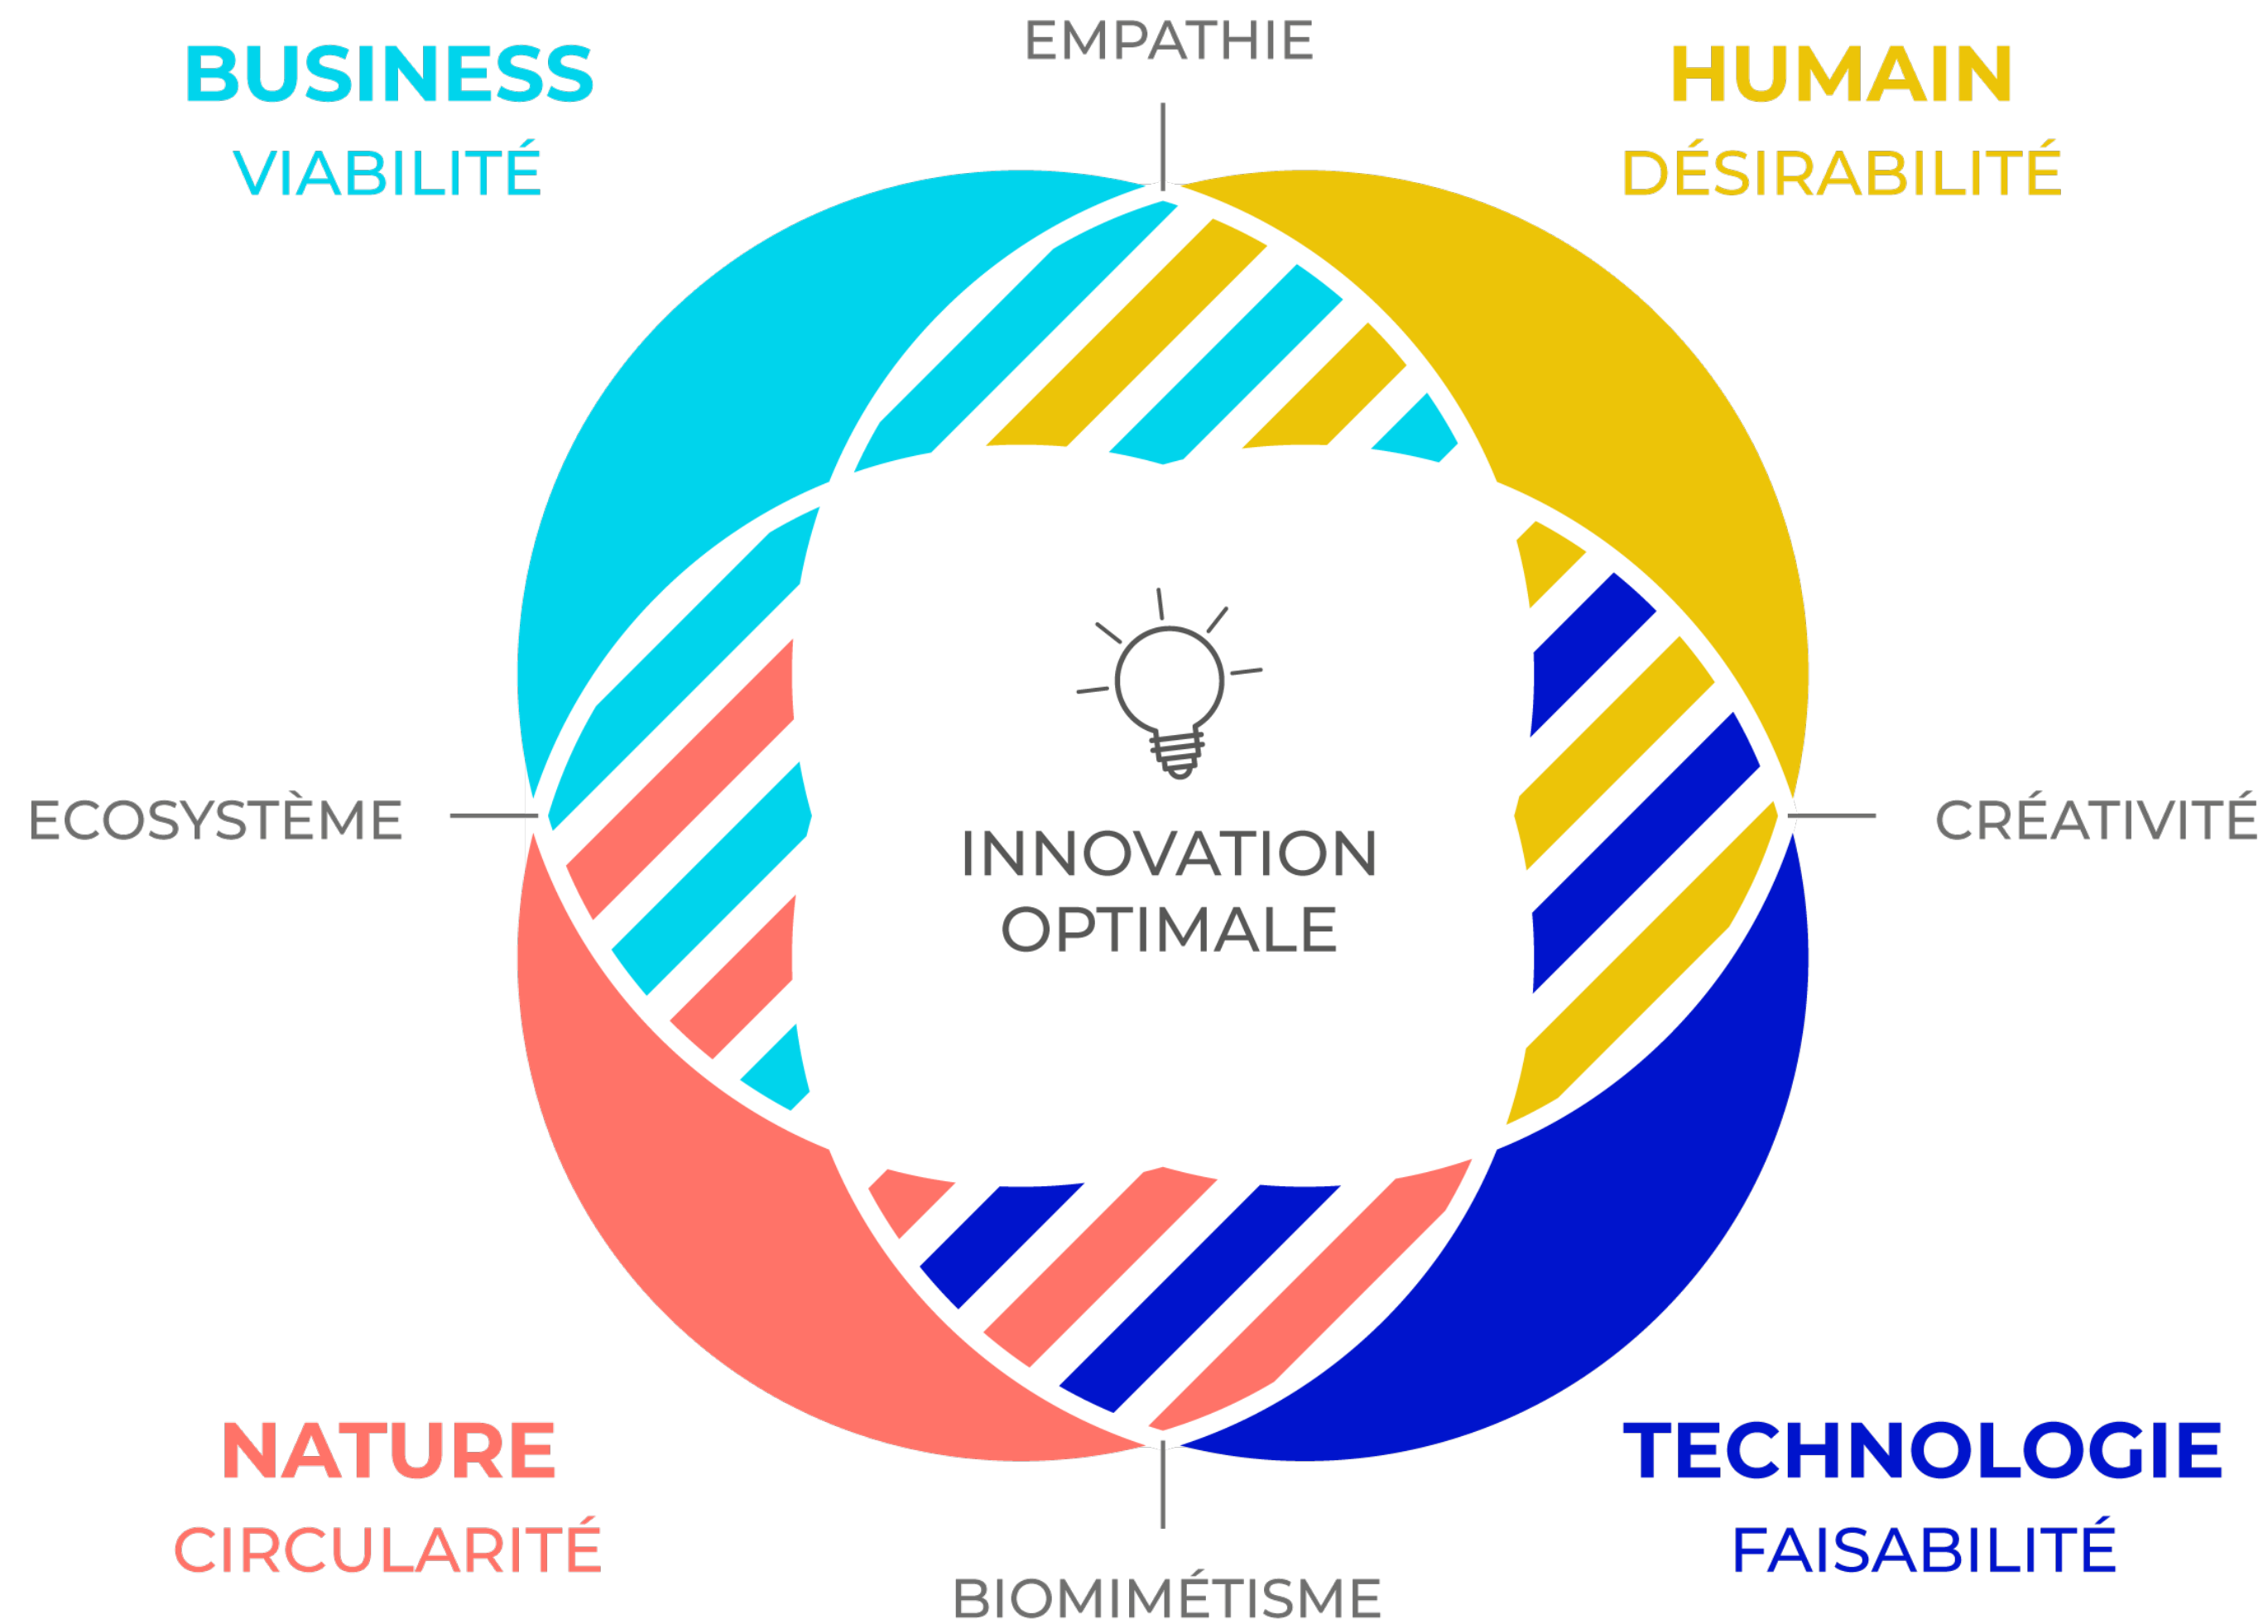 EMPATHIE
BUSINESS
VIABILITÉ
HUMAIN
DÉSIRABILITÉ
ECOSYSTÈME
INNOVATION
OPTIMALE
CRÉATIVITÉ
NATURE
CIRCULARITÉ
TECHNOLOGIE
FAISABILITÉ
BIOMIMÉTISME